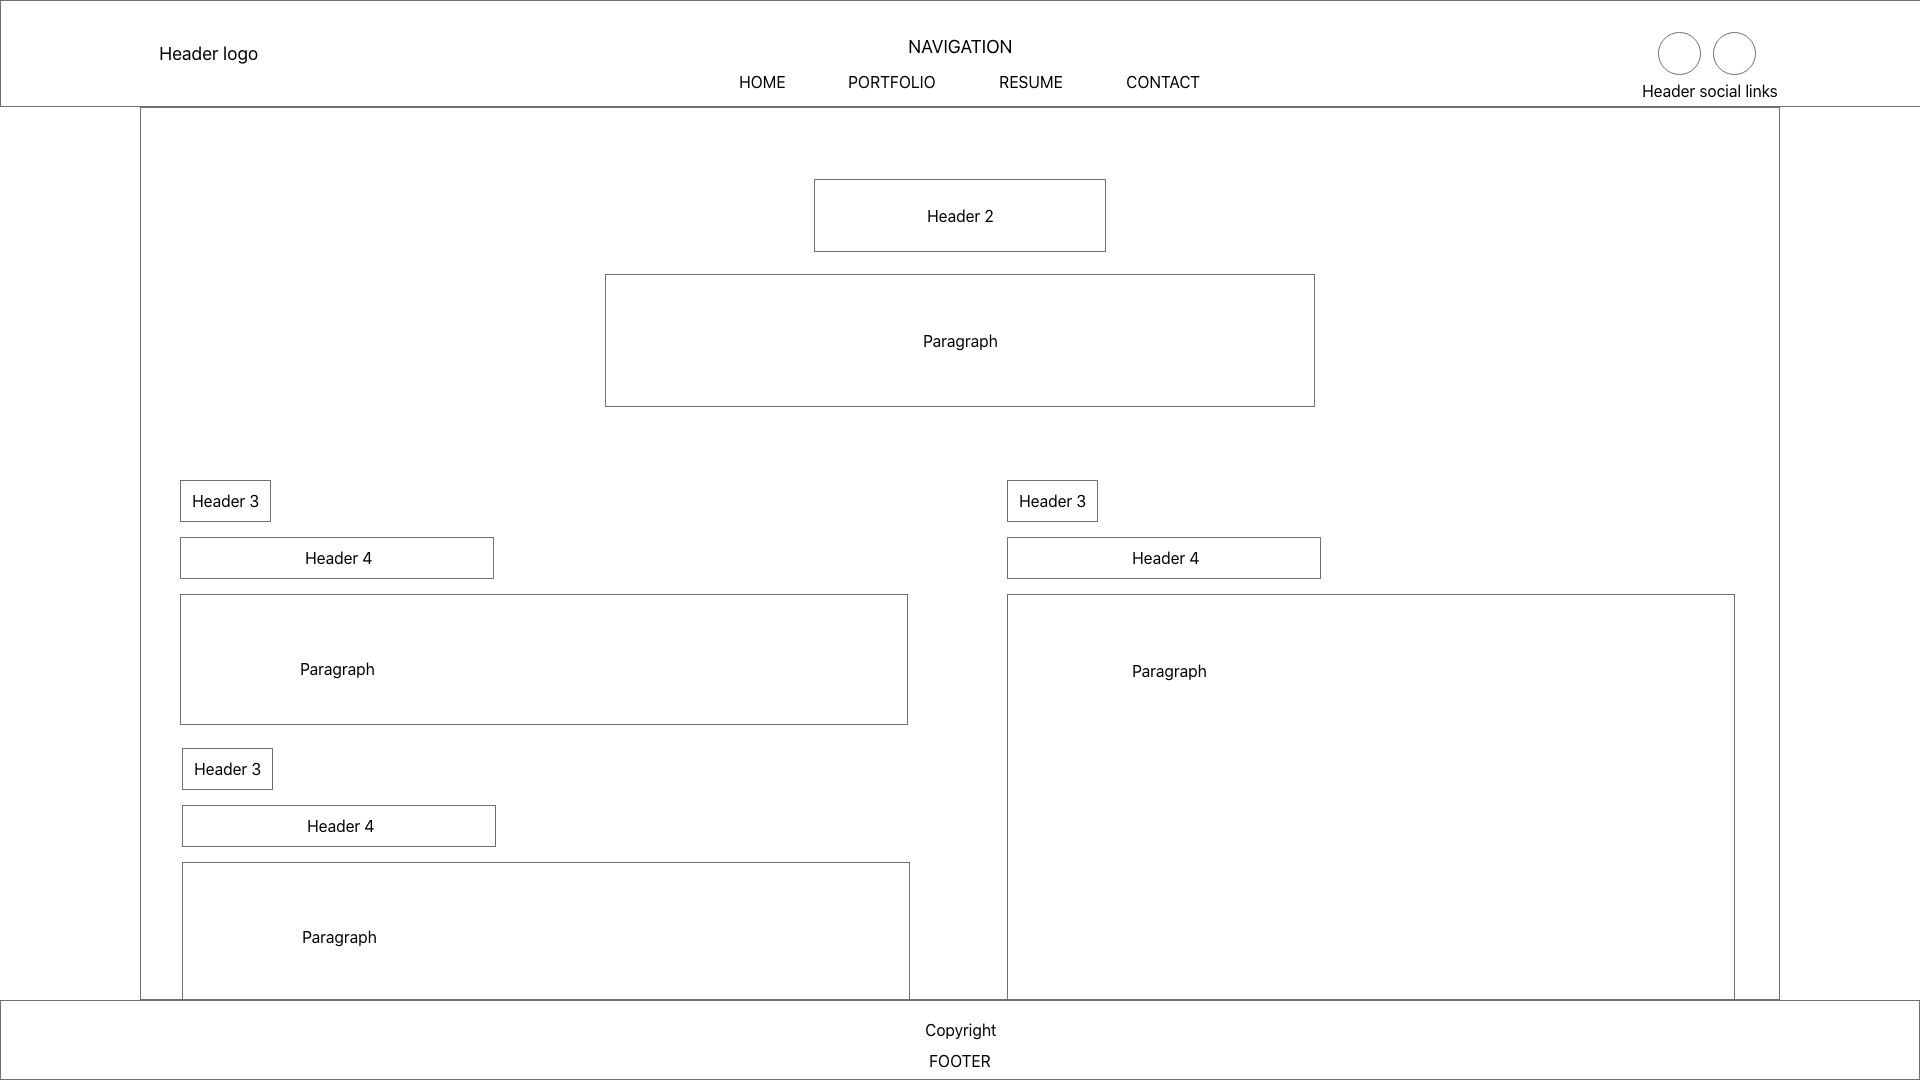 Header logo
NAVIGATION
HOME PORTFOLIO RESUME CONTACT
Header social links
Header 2
Paragraph
Header 3
Header 4
Paragraph
Header 3
Header 4
Paragraph
Header 3
Header 4
Paragraph
Copyright
FOOTER